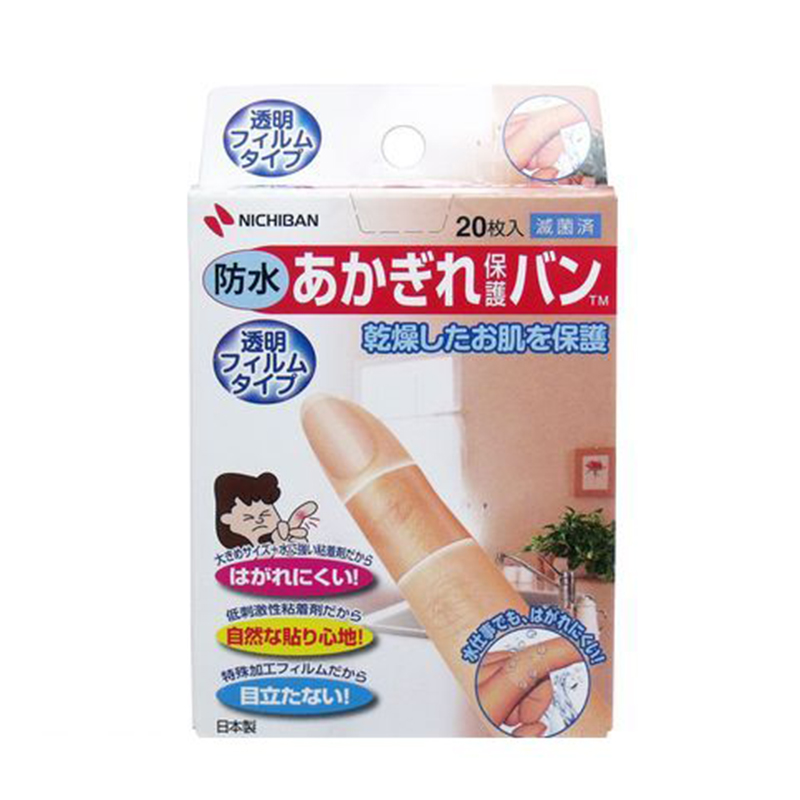 透明
フィルム
タイプ
NICHIBAN
20枚入 滅菌済
防水 あかぎれ保護バン™
乾燥したお肌を保護
透明
フィルム
タイプ
大きめサイズ+水に強い粘着剤だから
はがれにくい!
低刺激性粘着剤だから
自然な貼り心地!
特殊加工フィルムだから
目立たない!
水仕事でも、はがれにくい!
日本製